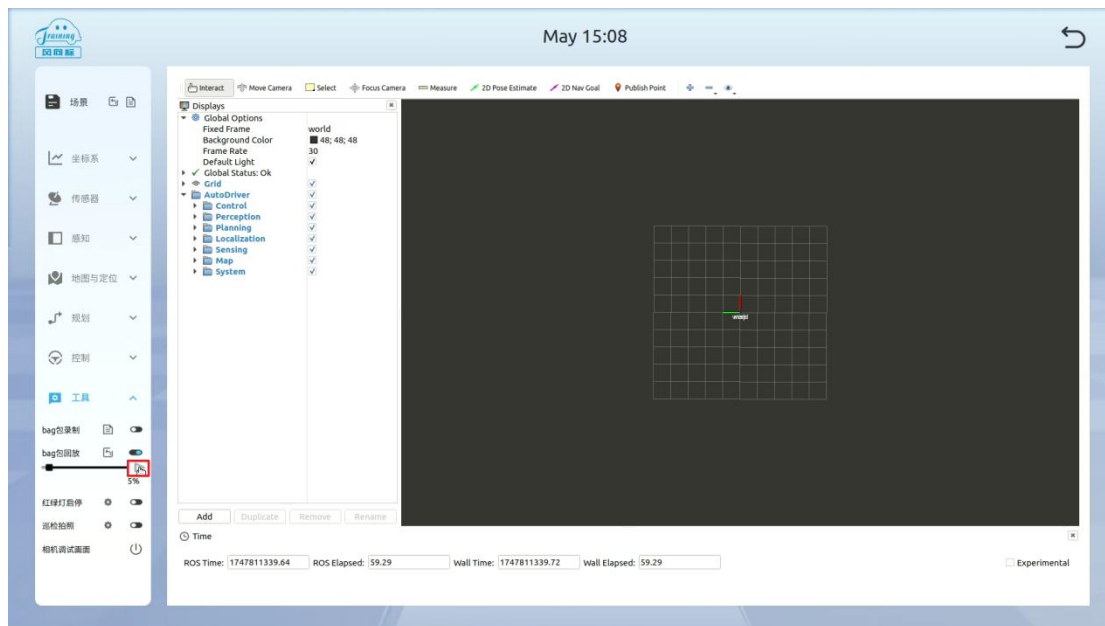 Training
风向标
May 15:08
场景
坐标系
传感器
感知
地图与定位
规划
控制
工具
bag包录制
bag包回放
5%
红绿灯启停
巡检拍照
相机调试画面
Interact Move Camera Select Focus Camera Measure 2D Pose Estimate 2D Nav Goal Publish Point
Displays
Global Options
Fixed Frame world
Background Color 48; 48; 48
Frame Rate 30
Default Light
Global Status: Ok
Grid
AutoDriver
Control
Perception
Planning
Localization
Sensing
Map
System
Add Duplicate Remove Rename
Time
ROS Time: 1747811339.64 ROS Elapsed: 59.29 Wall Time: 1747811339.72 Wall Elapsed: 59.29 Experimental